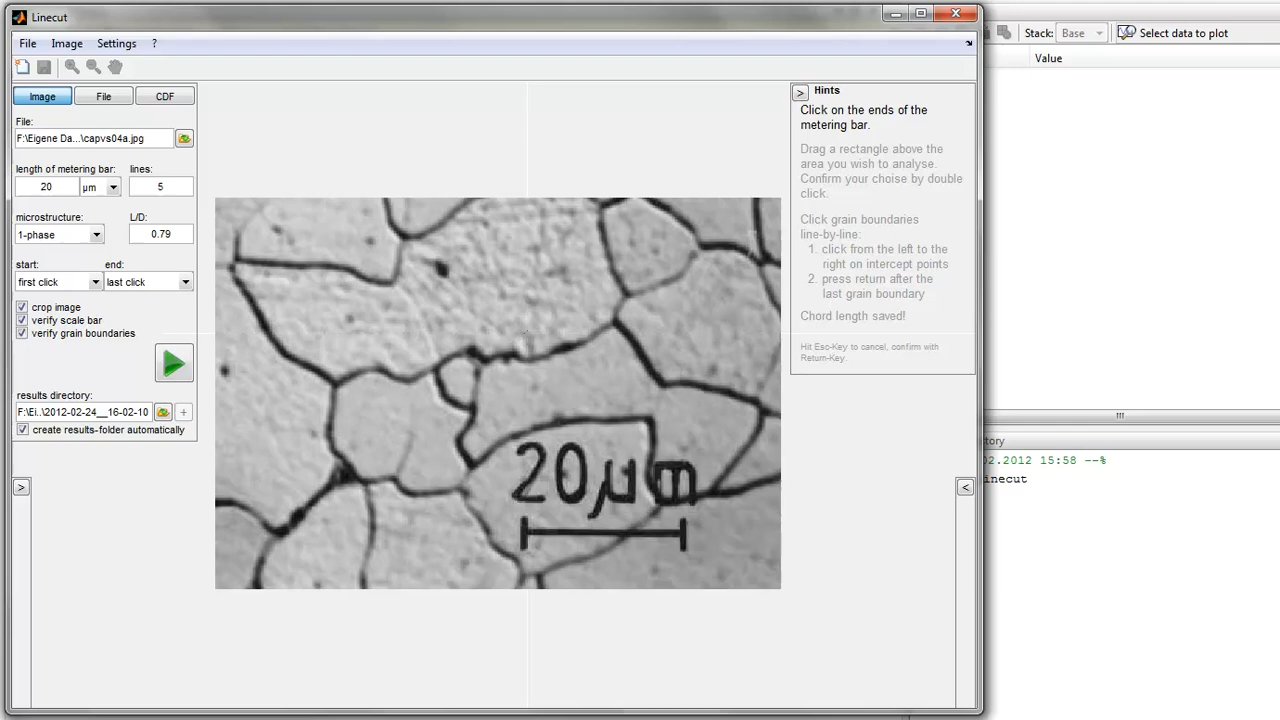 Linecut
File Image Settings ?
Stack: Base Select data to plot
Value
Image File CDF
File:
F:\Eigene Da...\capvs04a.jpg
length of metering bar: lines:
20 µm 5
microstructure: L/D:
1-phase 0.79
start: end:
first click last click
crop image
verify scale bar
verify grain boundaries
results directory:
F:\Ei..\2012-02-24__16-02-10 +
create results-folder automatically
>
20µm
> Hints
Click on the ends of the
metering bar.
Drag a rectangle above the
area you wish to analyse.
Confirm your choise by double
click.
Click grain boundaries
line-by-line:
1. click from the left to the
right on intercept points
2. press return after the
last grain boundary
Chord length saved!
Hit Esc-Key to cancel, confirm with
Return-Key.
<
tory
02.2012 15:58 --%
inecut